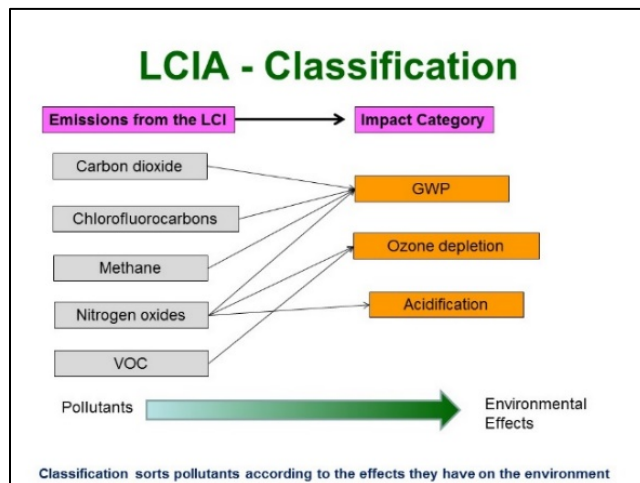 LCIA - Classification
Emissions from the LCI
Impact Category
Carbon dioxide
GWP
Chlorofluorocarbons
Ozone depletion
Methane
Acidification
Nitrogen oxides
VOC
Pollutants
Environmental
Effects
Classification sorts pollutants according to the effects they have on the environment